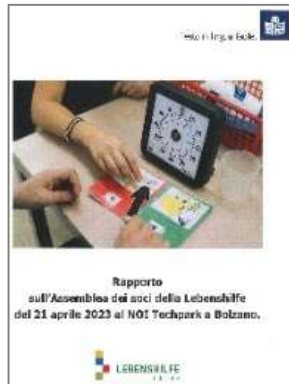 Testo in lingua facile.
Rapporto
sull'Assemblea dei soci della Lebenshilfe
del 21 aprile 2023 al NOI Techpark a Bolzano.
LEBENSHILFE